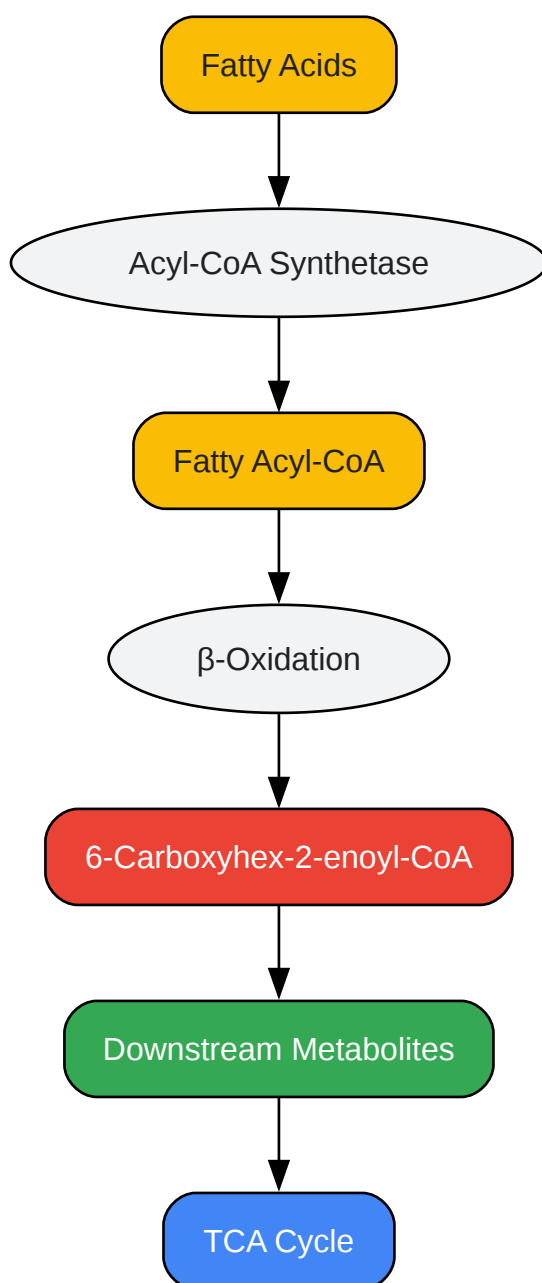 Fatty Acids
Acyl-CoA Synthetase
Fatty Acyl-CoA
β-Oxidation
6-Carboxyhex-2-enoyl-CoA
Downstream Metabolites
TCA Cycle